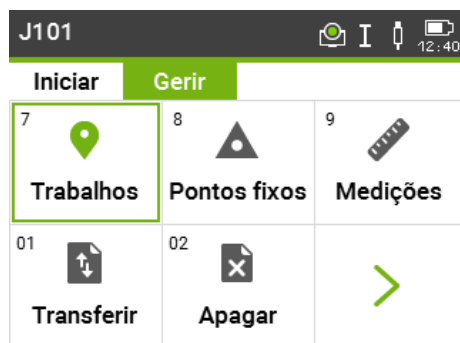 J101
12:40
Iniciar Gerir
7 8 9
Trabalhos Pontos fixos Medições
01 02
Transferir Apagar